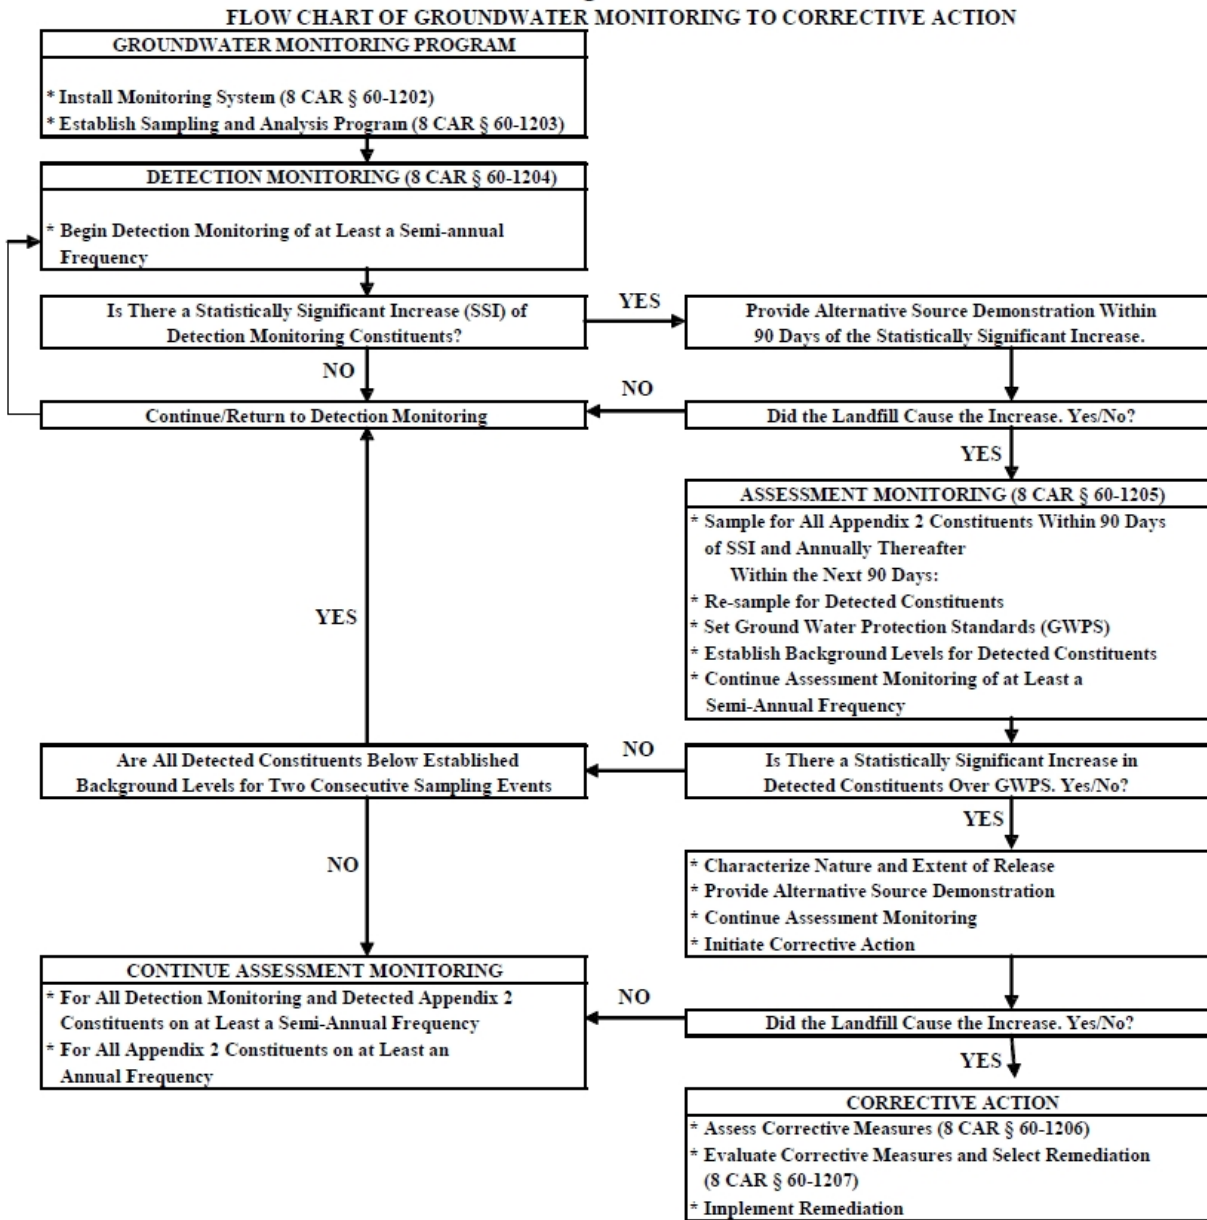 FLOW CHART OF GROUNDWATER MONITORING TO CORRECTIVE ACTION
GROUNDWATER MONITORING PROGRAM
* Install Monitoring System (8 CAR § 60-1202)
* Establish Sampling and Analysis Program (8 CAR § 60-1203)
DETECTION MONITORING (8 CAR § 60-1204)
* Begin Detection Monitoring of at Least a Semi-annual
Frequency
Is There a Statistically Significant Increase (SSI) of
Detection Monitoring Constituents?
YES
Provide Alternative Source Demonstration Within
90 Days of the Statistically Significant Increase.
NO
Continue/Return to Detection Monitoring
NO
Did the Landfill Cause the Increase. Yes/No?
YES
ASSESSMENT MONITORING (8 CAR § 60-1205)
* Sample for All Appendix 2 Constituents Within 90 Days
of SSI and Annually Thereafter
Within the Next 90 Days:
* Re-sample for Detected Constituents
* Set Ground Water Protection Standards (GWPS)
* Establish Background Levels for Detected Constituents
* Continue Assessment Monitoring of at Least a
Semi-Annual Frequency
YES
Are All Detected Constituents Below Established
Background Levels for Two Consecutive Sampling Events
NO
Is There a Statistically Significant Increase in
Detected Constituents Over GWPS. Yes/No?
YES
NO
* Characterize Nature and Extent of Release
* Provide Alternative Source Demonstration
* Continue Assessment Monitoring
* Initiate Corrective Action
CONTINUE ASSESSMENT MONITORING
* For All Detection Monitoring and Detected Appendix 2
Constituents on at Least a Semi-Annual Frequency
* For All Appendix 2 Constituents on at Least an
Annual Frequency
NO
Did the Landfill Cause the Increase. Yes/No?
YES
CORRECTIVE ACTION
* Assess Corrective Measures (8 CAR § 60-1206)
* Evaluate Corrective Measures and Select Remediation
(8 CAR § 60-1207)
* Implement Remediation